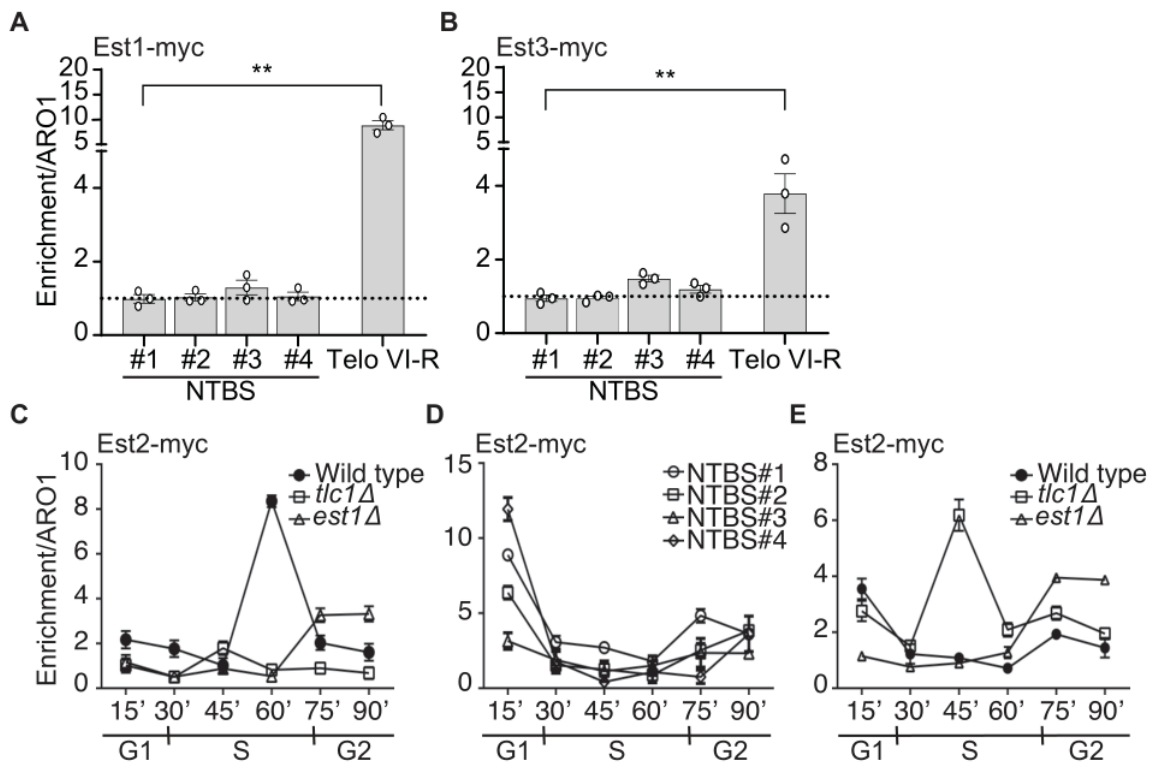 A
Est1-myc
Enrichment/ARO1
20
15
10
5
4
2
0
**
#1 #2 #3 #4 Telo VI-R
NTBS
B
Est3-myc
20
15
10
5
4
2
0
**
#1 #2 #3 #4 Telo VI-R
NTBS
C
Est2-myc
Enrichment/ARO1
10
8
6
4
2
0
Wild type
tlc1Δ
est1Δ
15’ 30’ 45’ 60’ 75’ 90’
G1 S G2
D
Est2-myc
15
10
5
0
NTBS#1
NTBS#2
NTBS#3
NTBS#4
15’ 30’ 45’ 60’ 75’ 90’
G1 S G2
E
Est2-myc
8
6
4
2
0
Wild type
tlc1Δ
est1Δ
15’ 30’ 45’ 60’ 75’ 90’
G1 S G2